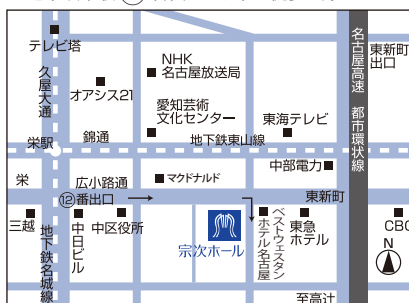 テレビ塔
久屋大通
オアシス21
NHK
名古屋放送局
愛知芸術
文化センター
東海テレビ
名古屋高速 都市環状線
東新町
出口
栄駅
錦通
地下鉄東山線
中部電力
栄
広小路通
マクドナルド
東新町
⑫番出口
三越
地下鉄名城線
中日ビル
中区役所
宗次ホール
ベストウェスタン
ホテル名古屋
東急
ホテル
CBC
N
至高辻